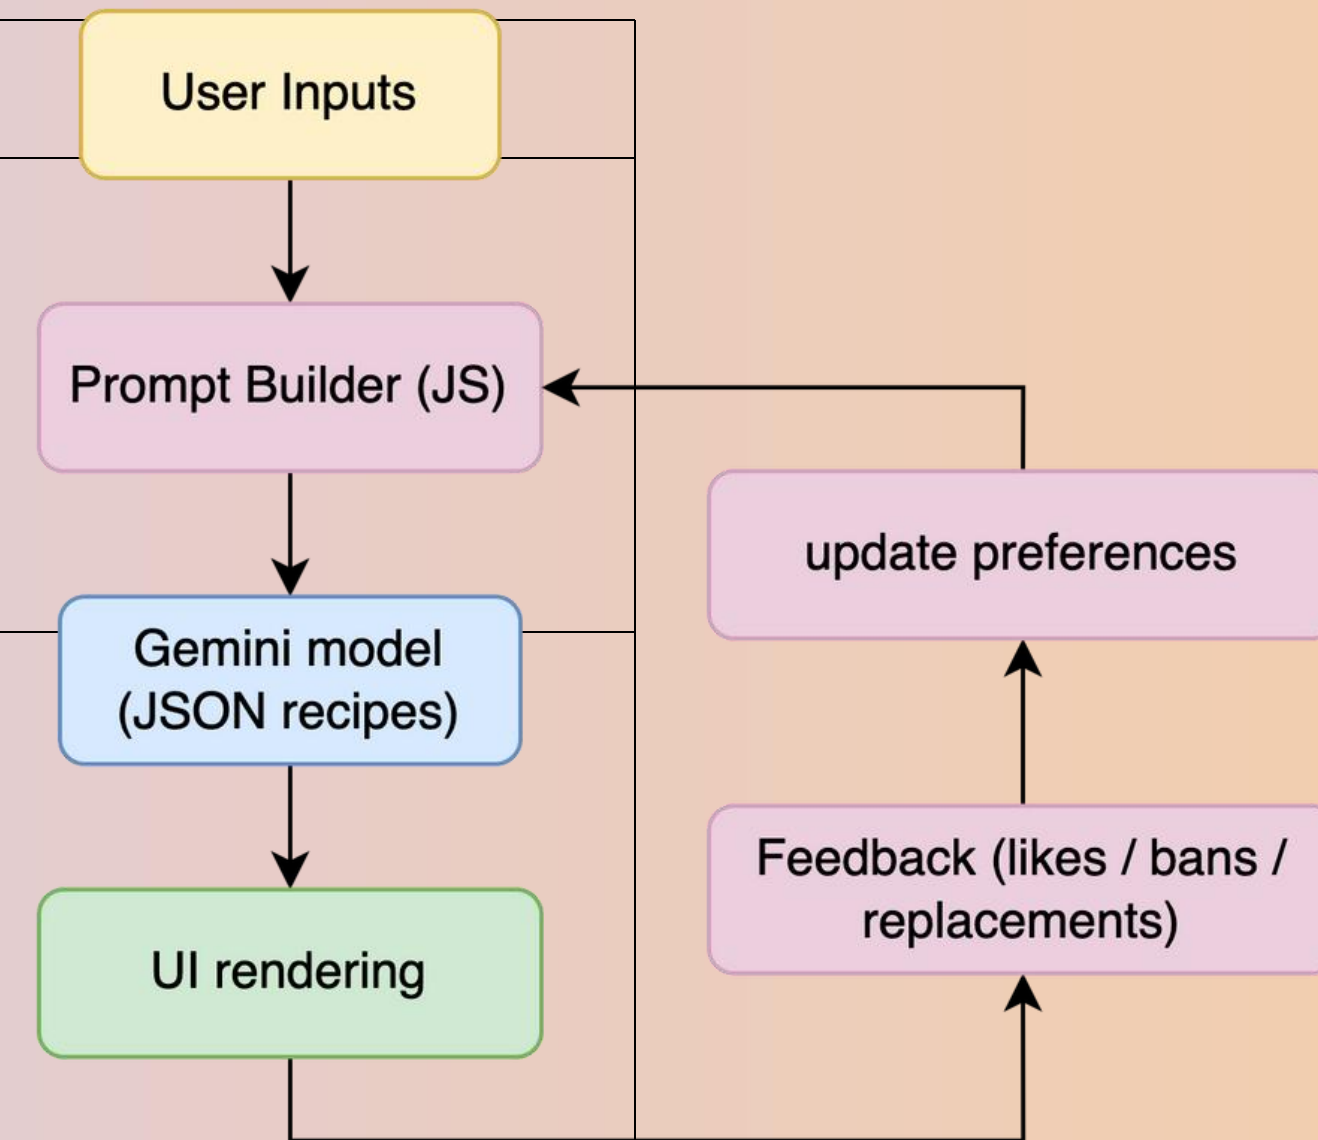 User Inputs
Prompt Builder (JS)
Gemini model
(JSON recipes)
UI rendering
update preferences
Feedback (likes / bans /
replacements)